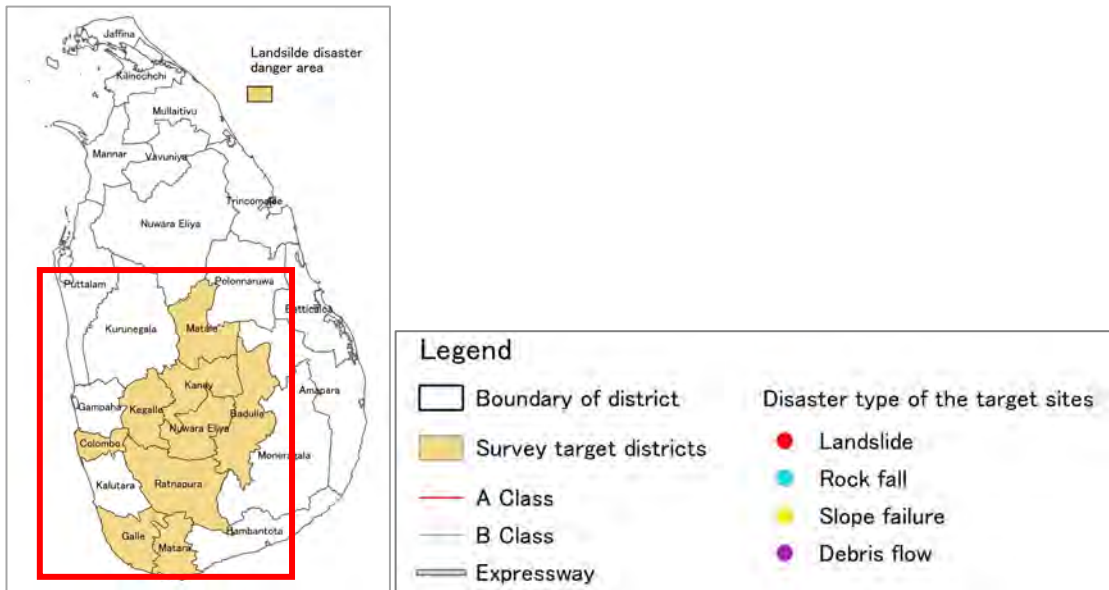 Jaffina
Landsilde disaster
danger area
Kilinochchi
Mullaitivu
Mannar
Vavuniya
Trincomalee
Nuwara Eliya
Puttalam
Polonnaruwa
Batticaloa
Kurunegala
Matale
Kandy
Amapara
Gampaha
Kegalle
Badulla
Nuwara Eliya
Colombo
Moneragala
Kalutara
Ratnapura
Hambantota
Galle
Matara
Legend
Boundary of district
Survey target districts
A Class
B Class
Expressway
Disaster type of the target sites
Landslide
Rock fall
Slope failure
Debris flow